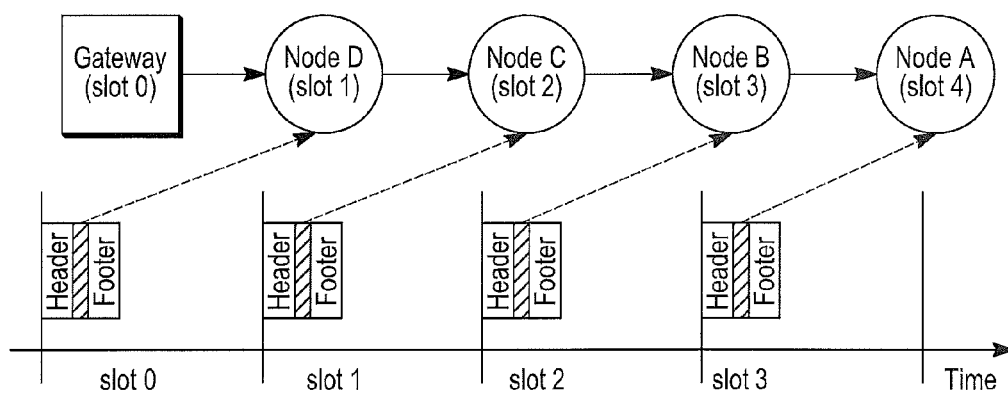 Gateway
(slot 0)
Node D
(slot 1)
Node C
(slot 2)
Node B
(slot 3)
Node A
(slot 4)
Header
Footer
Header
Footer
Header
Footer
Header
Footer
slot 0
slot 1
slot 2
slot 3
Time